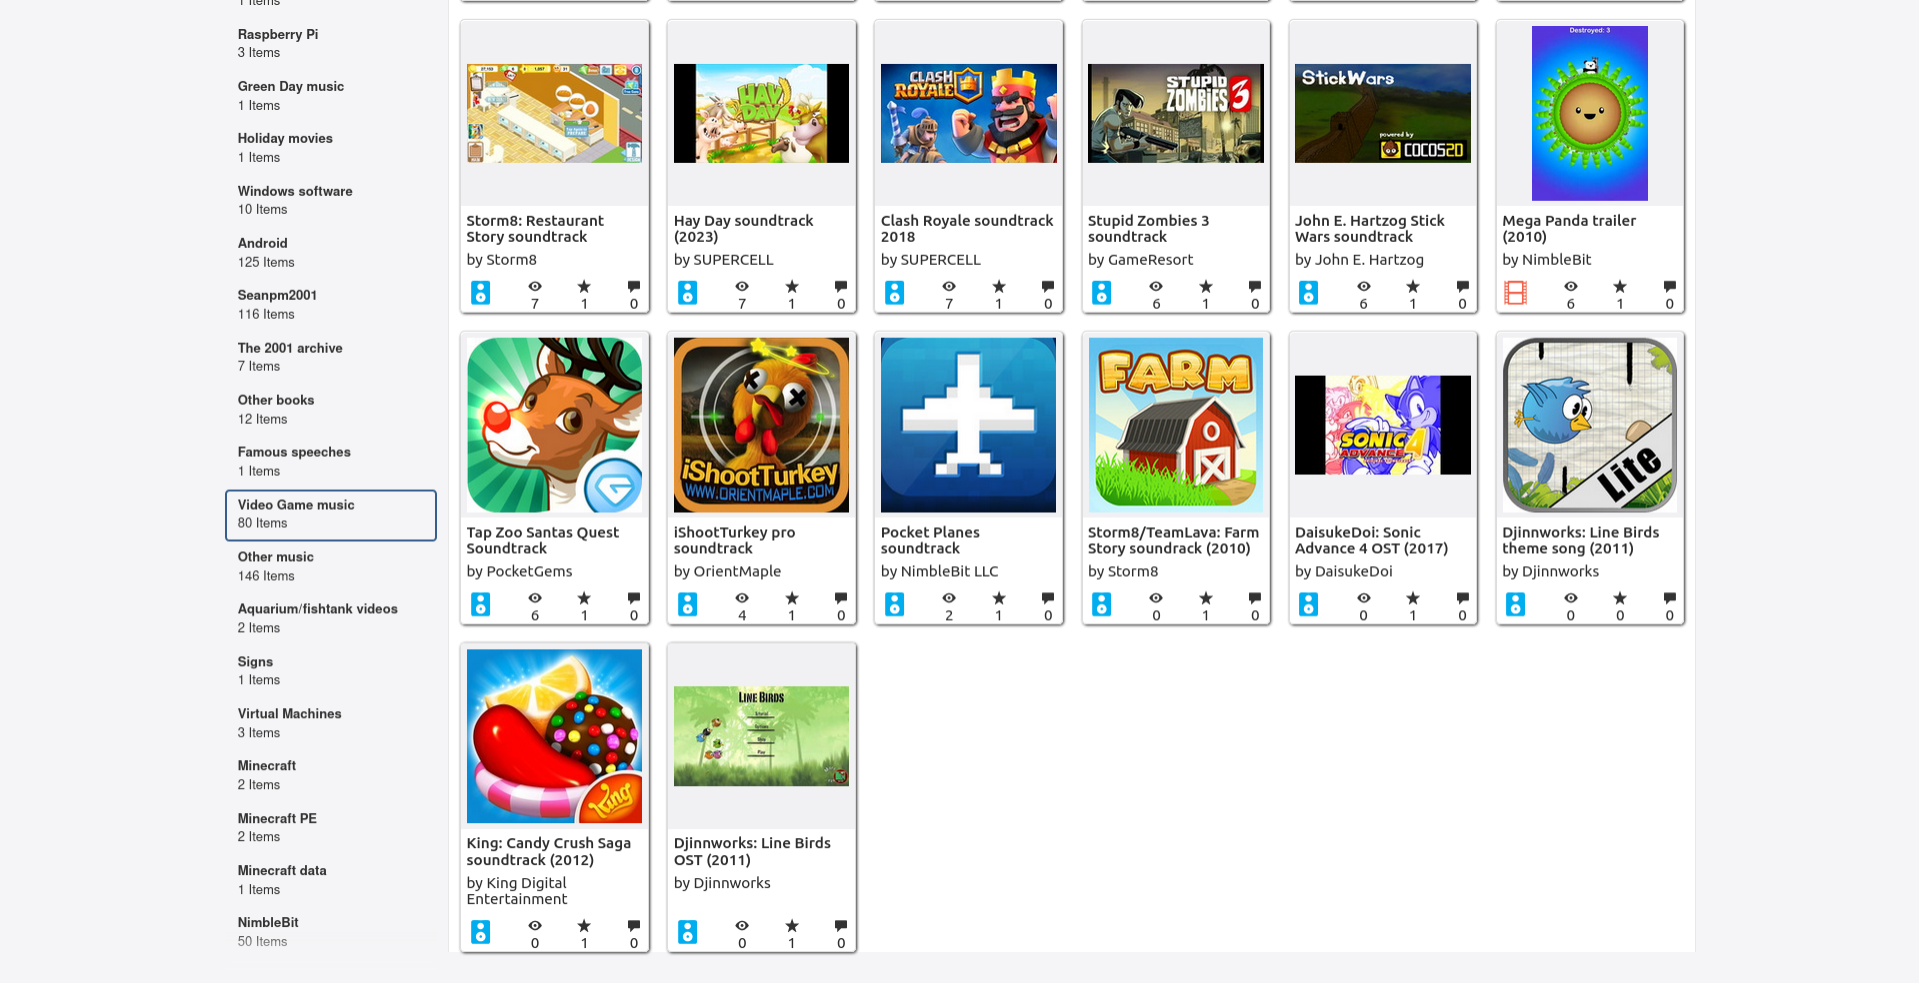 1 Items
Raspberry Pi
3 Items
Green Day music
1 Items
Holiday movies
1 Items
Windows software
10 Items
Android
125 Items
Seanpm2001
116 Items
The 2001 archive
7 Items
Other books
12 Items
Famous speeches
1 Items
Video Game music
80 Items
Other music
146 Items
Aquarium/fishtank videos
2 Items
Signs
1 Items
Virtual Machines
3 Items
Minecraft
2 Items
Minecraft PE
2 Items
Minecraft data
1 Items
NimbleBit
50 Items
Storm8: Restaurant
Story soundtrack
by Storm8
7
1
0
HAY
DAY
Hay Day soundtrack
(2023)
by SUPERCELL
7
1
0
CLASH
ROYALE
Clash Royale soundtrack
2018
by SUPERCELL
7
1
0
STUPID
ZOMBIES 3
Stupid Zombies 3
soundtrack
by GameResort
6
1
0
StickWars
powered by
COCOS2D
John E. Hartzog Stick
Wars soundtrack
by John E. Hartzog
6
1
0
Destroyed: 3
Mega Panda trailer
(2010)
by NimbleBit
6
1
0
Tap Zoo Santas Quest
Soundtrack
by PocketGems
6
1
0
iShootTurkey
WWW.ORIENTMAPLE.COM
iShootTurkey pro
soundtrack
by OrientMaple
4
1
0
Pocket Planes
soundtrack
by NimbleBit LLC
2
1
0
FARM
Storm8/TeamLava: Farm
Story soundrack (2010)
by Storm8
0
1
0
SONIC
ADVANCE 4
DaisukeDoi: Sonic
Advance 4 OST (2017)
by DaisukeDoi
0
1
0
Lite
Djinnworks: Line Birds
theme song (2011)
by Djinnworks
0
0
0
King
King: Candy Crush Saga
soundtrack (2012)
by King Digital
Entertainment
0
1
0
LINE BIRDS
Djinnworks: Line Birds
OST (2011)
by Djinnworks
0
1
0